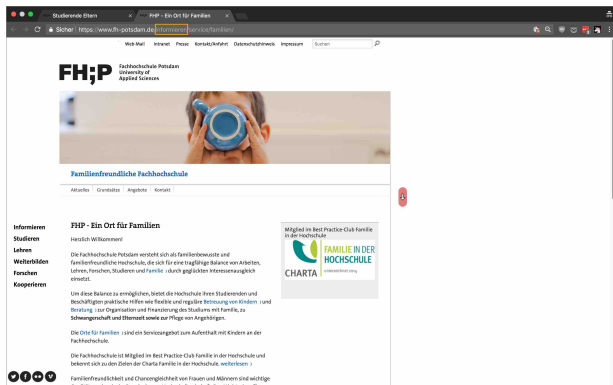 Studierende Eltern
FHP - Ein Ort für Familien
Sicher https://www.fh-potsdam.de/informieren/service/familien/
Web-Mail Intranet Presse Kontakt/Anfahrt Datenschutzhinweis Impressum Suchen
FH;P
Fachhochschule Potsdam
University of
Applied Sciences
Familienfreundliche Fachhochschule
Aktuelles Grundsätze Angebote Kontakt
Informieren
Studieren
Lehren
Weiterbilden
Forschen
Kooperieren
FHP - Ein Ort für Familien
Herzlich Willkommen!
Die Fachhochschule Potsdam versteht sich als familienbewusste und
familienfreundliche Hochschule, die sich für eine tragfähige Balance von Arbeiten,
Lehren, Forschen, Studieren und Familie durch geglückten Interessenausgleich
einsetzt.
Um diese Balance zu ermöglichen, bietet die Hochschule ihren Studierenden und
Beschäftigten praktische Hilfen wie flexible und reguläre Betreuung von Kindern und
Beratung zur Organisation und Finanzierung des Studiums mit Familie, zu
Schwangerschaft und Elternzeit sowie zur Pflege von Angehörigen.
Die Orte für Familien sind ein Serviceangebot zum Aufenthalt mit Kindern an der
Fachhochschule.
Die Fachhochschule ist Mitglied im Best Practice-Club Familie in der Hochschule und
bekennt sich zu den Zielen der Charta Familie in der Hochschule. weiterlesen
Familienfreundlichkeit und Chancengleichheit von Frauen und Männern sind wichtige
Mitglied im Best Practice-Club Familie
in der Hochschule
FAMILIE IN DER
HOCHSCHULE
CHARTA